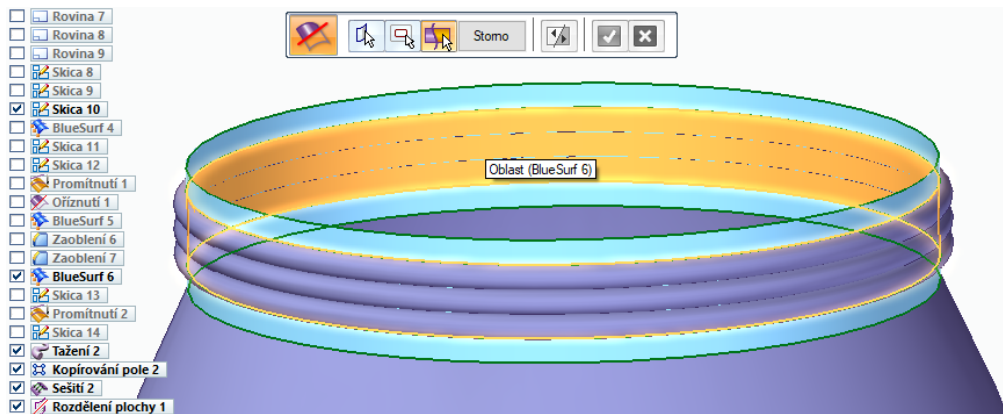 Rovina 7
Rovina 8
Rovina 9
Skica 8
Skica 9
Skica 10
BlueSurf 4
Skica 11
Skica 12
Promítnutí 1
Oříznutí 1
BlueSurf 5
Zaoblení 6
Zaoblení 7
BlueSurf 6
Skica 13
Promítnutí 2
Skica 14
Tažení 2
Kopírování pole 2
Sešití 2
Rozdělení plochy 1
Storno
Oblast (BlueSurf 6)